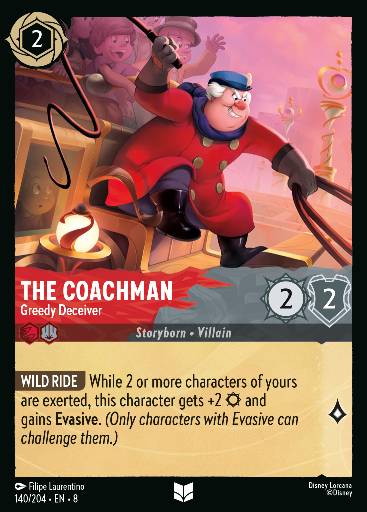 2
THE COACHMAN
Greedy Deceiver
2 2
Storyborn • Villain
WILD RIDE While 2 or more characters of yours
are exerted, this character gets +2 and
gains Evasive. (Only characters with Evasive can
challenge them.)
Filipe Laurentino
140/204 • EN • 8
Disney Lorcana
©Disney